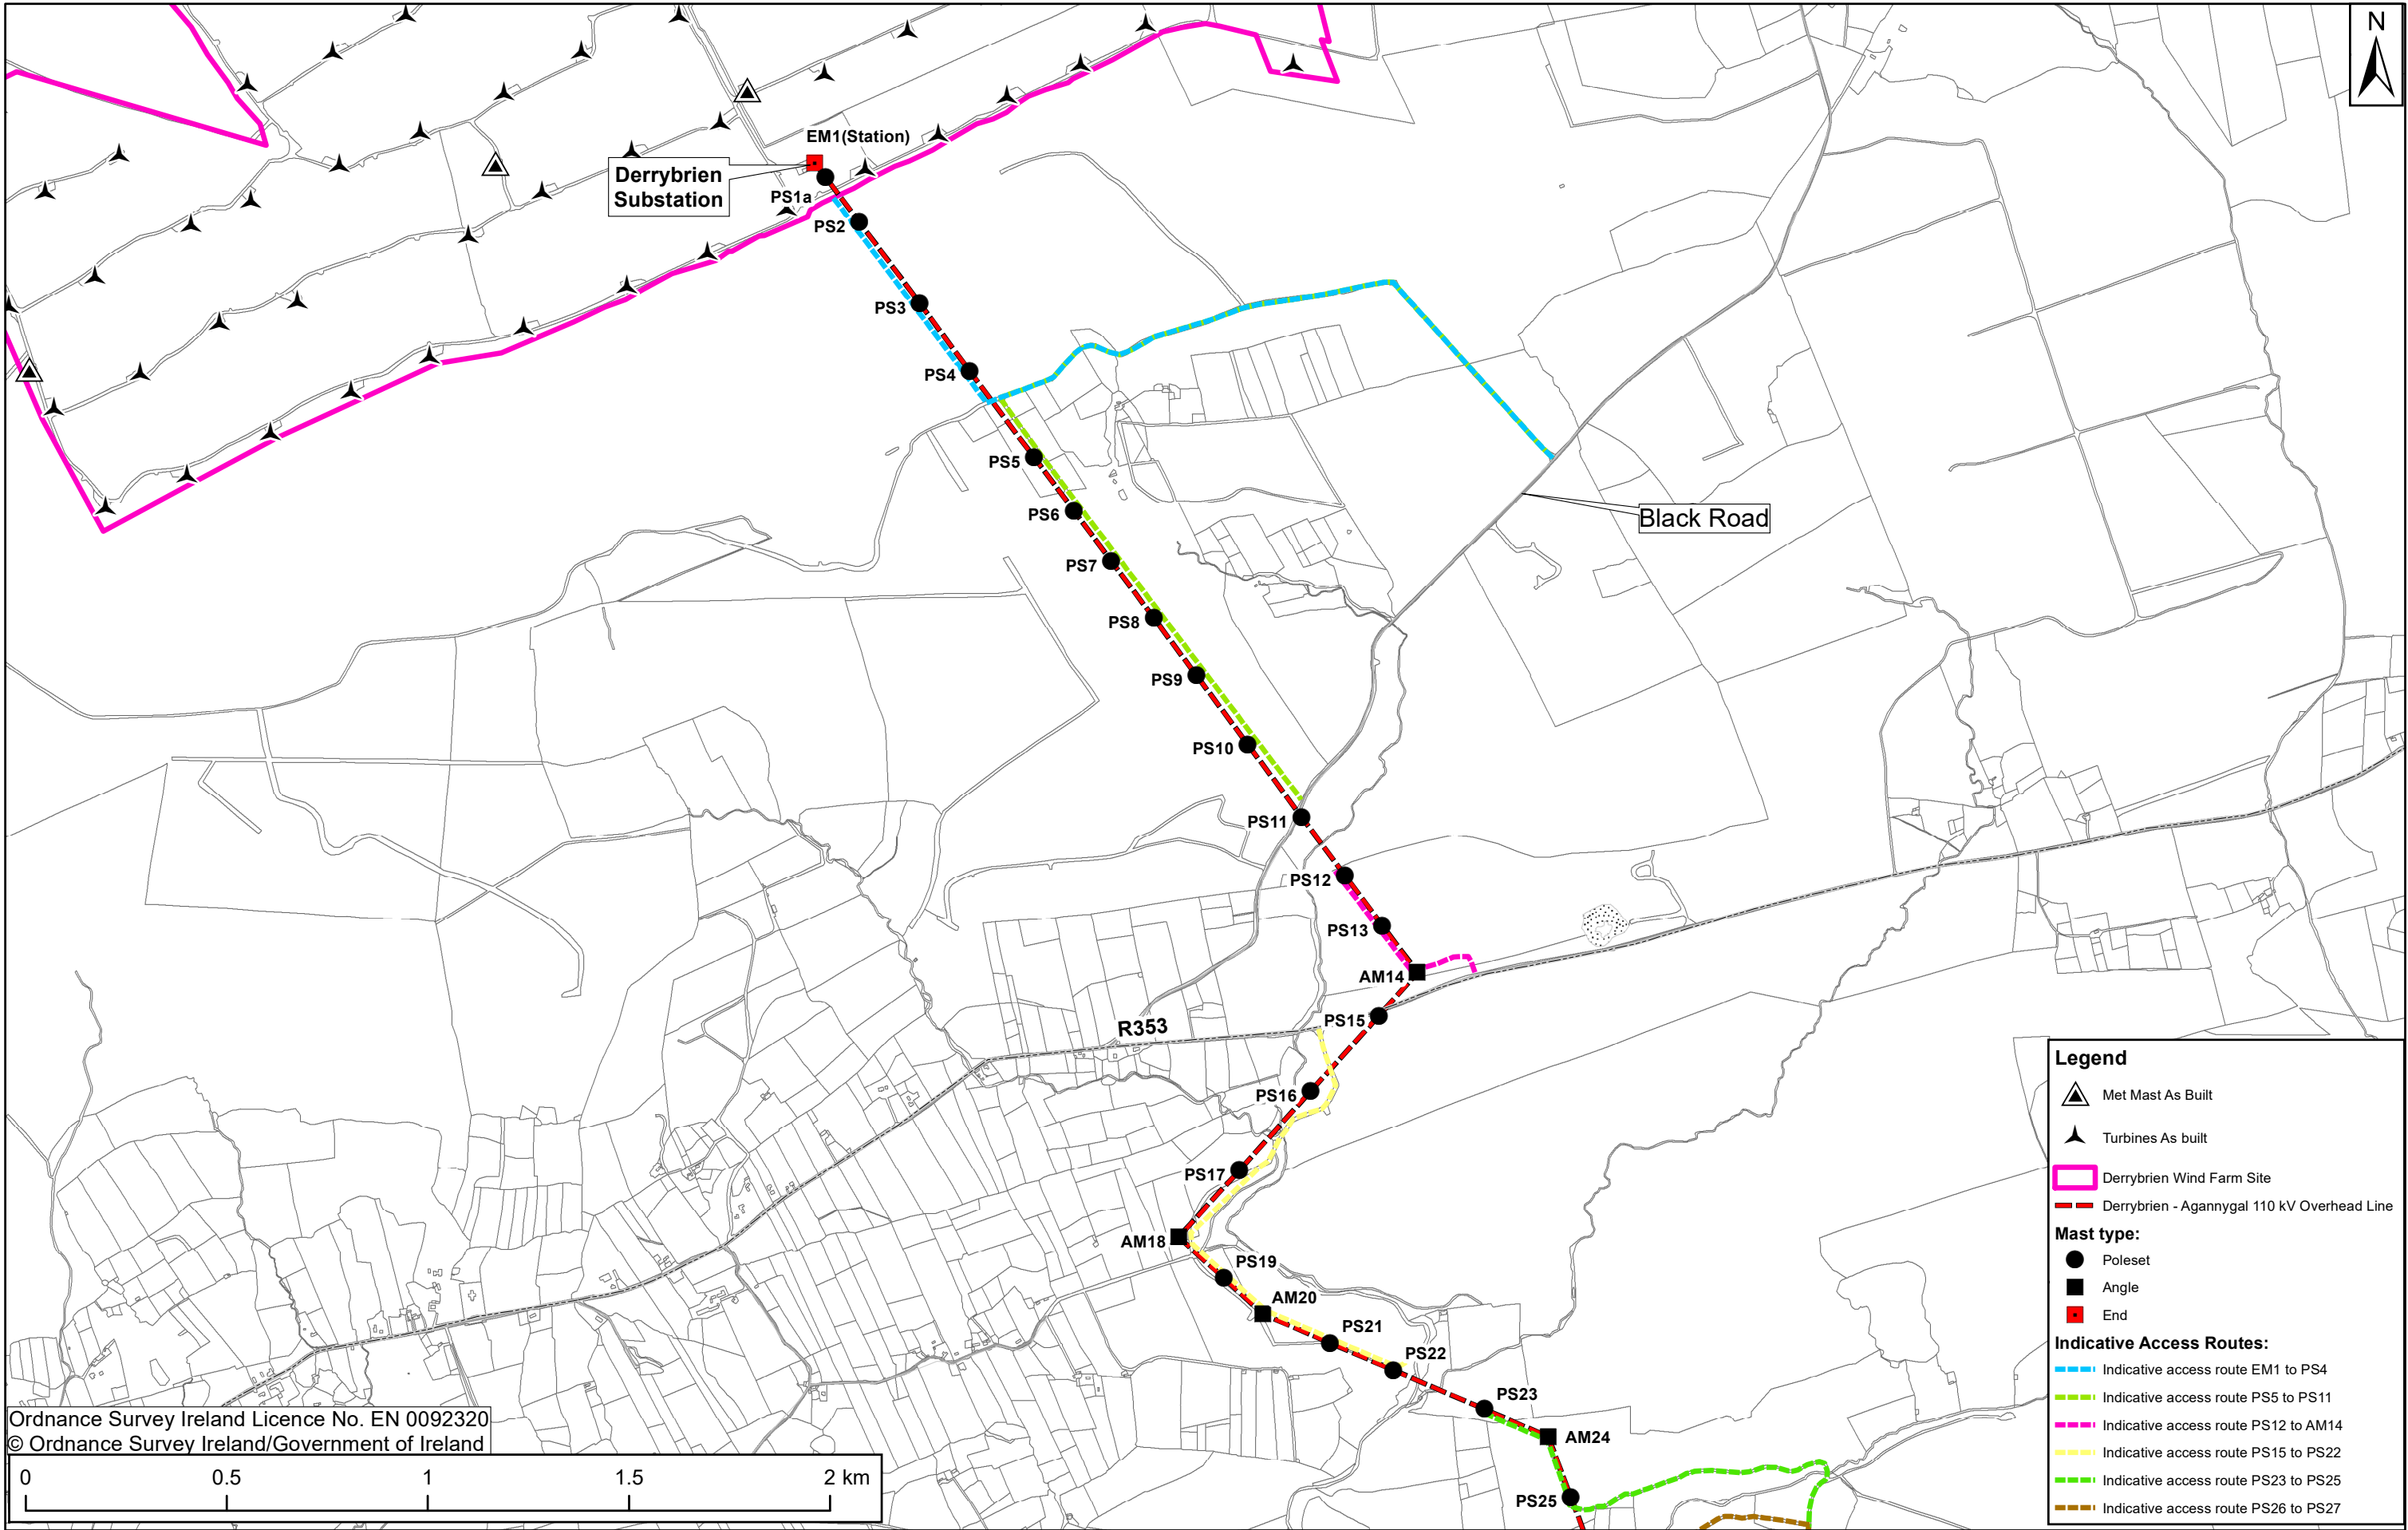 N
EM1(Station)
Derrybrien
Substation
PS1a
PS2
PS3
PS4
PS5
Black Road
PS6
PS7
PS8
PS9
PS10
PS11
PS12
PS13
AM14
PS15
R353
PS16
PS17
AM18
PS19
AM20
PS21
PS22
PS23
AM24
PS25
Legend
Met Mast As Built
Turbines As built
Derrybrien Wind Farm Site
Derrybrien - Agannygal 110 kV Overhead Line
Mast type:
Poleset
Angle
End
Indicative Access Routes:
Indicative access route EM1 to PS4
Indicative access route PS5 to PS11
Indicative access route PS12 to AM14
Indicative access route PS15 to PS22
Indicative access route PS23 to PS25
Indicative access route PS26 to PS27
Ordnance Survey Ireland Licence No. EN 0092320
© Ordnance Survey Ireland/Government of Ireland
0 0.5 1 1.5 2 km